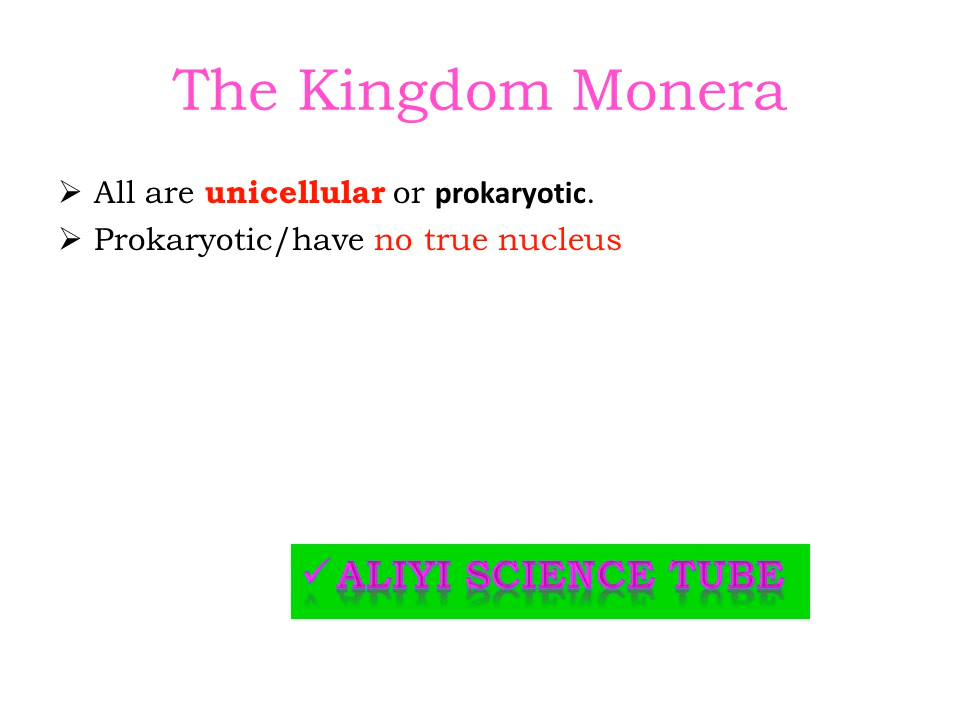 The Kingdom Monera
➢ All are unicellular or prokaryotic.
➢ Prokaryotic/have no true nucleus
✓ALIYI SCIENCE TUBE